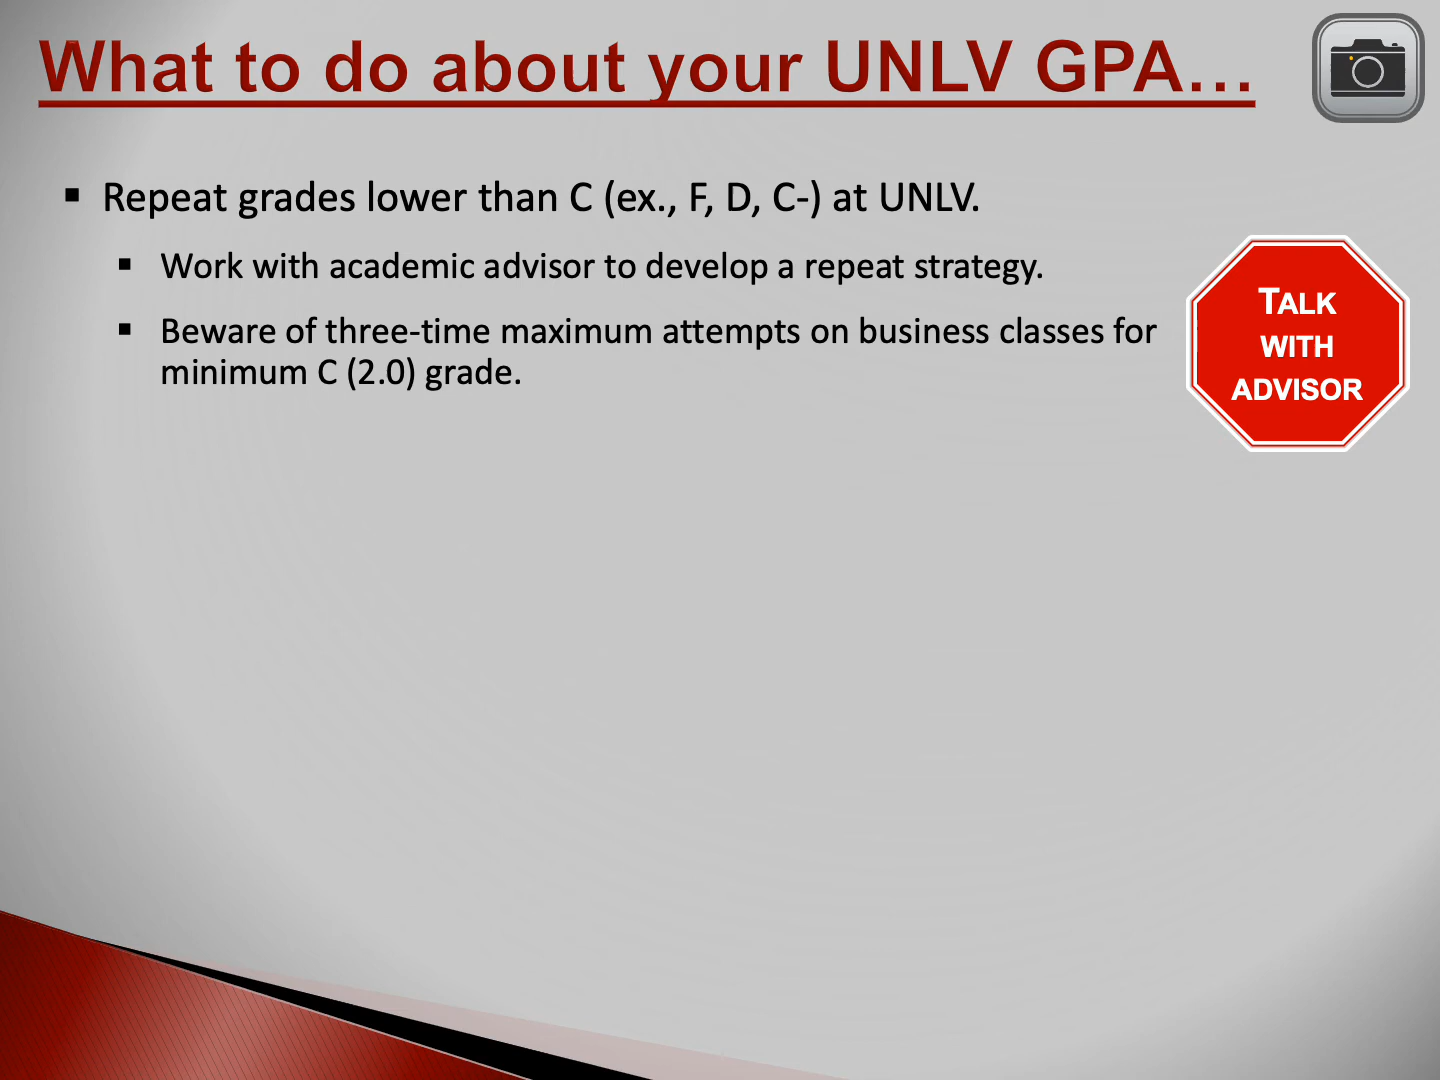 What to do about your UNLV GPA…
▪ Repeat grades lower than C (ex., F, D, C-) at UNLV.
▪ Work with academic advisor to develop a repeat strategy.
▪ Beware of three-time maximum attempts on business classes for
minimum C (2.0) grade.
TALK
WITH
ADVISOR